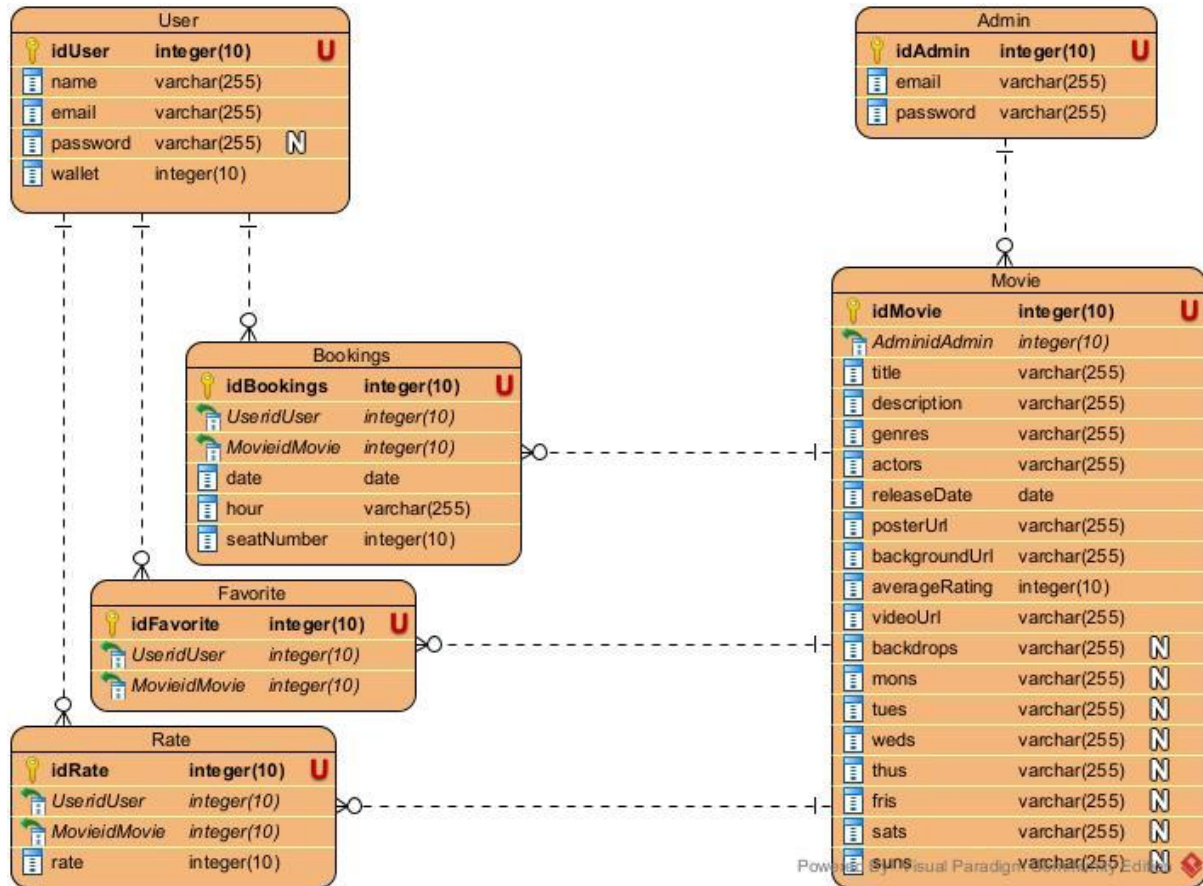 User
idUser integer(10) U
name varchar(255)
email varchar(255)
password varchar(255) N
wallet integer(10)
Admin
idAdmin integer(10) U
email varchar(255)
password varchar(255)
Bookings
idBookings integer(10) U
UseridUser integer(10)
MovieidMovie integer(10)
date date
hour varchar(255)
seatNumber integer(10)
Favorite
idFavorite integer(10) U
UseridUser integer(10)
MovieidMovie integer(10)
Rate
idRate integer(10) U
UseridUser integer(10)
MovieidMovie integer(10)
rate integer(10)
Movie
idMovie integer(10) U
AdminidAdmin integer(10)
title varchar(255)
description varchar(255)
genres varchar(255)
actors varchar(255)
releaseDate date
posterUrl varchar(255)
backgroundUrl varchar(255)
averageRating integer(10)
videoUrl varchar(255)
backdrops varchar(255) N
mons varchar(255) N
tues varchar(255) N
weds varchar(255) N
thus varchar(255) N
fris varchar(255) N
sats varchar(255) N
suns varchar(255) N
Powered By Visual Paradigm Community Edition